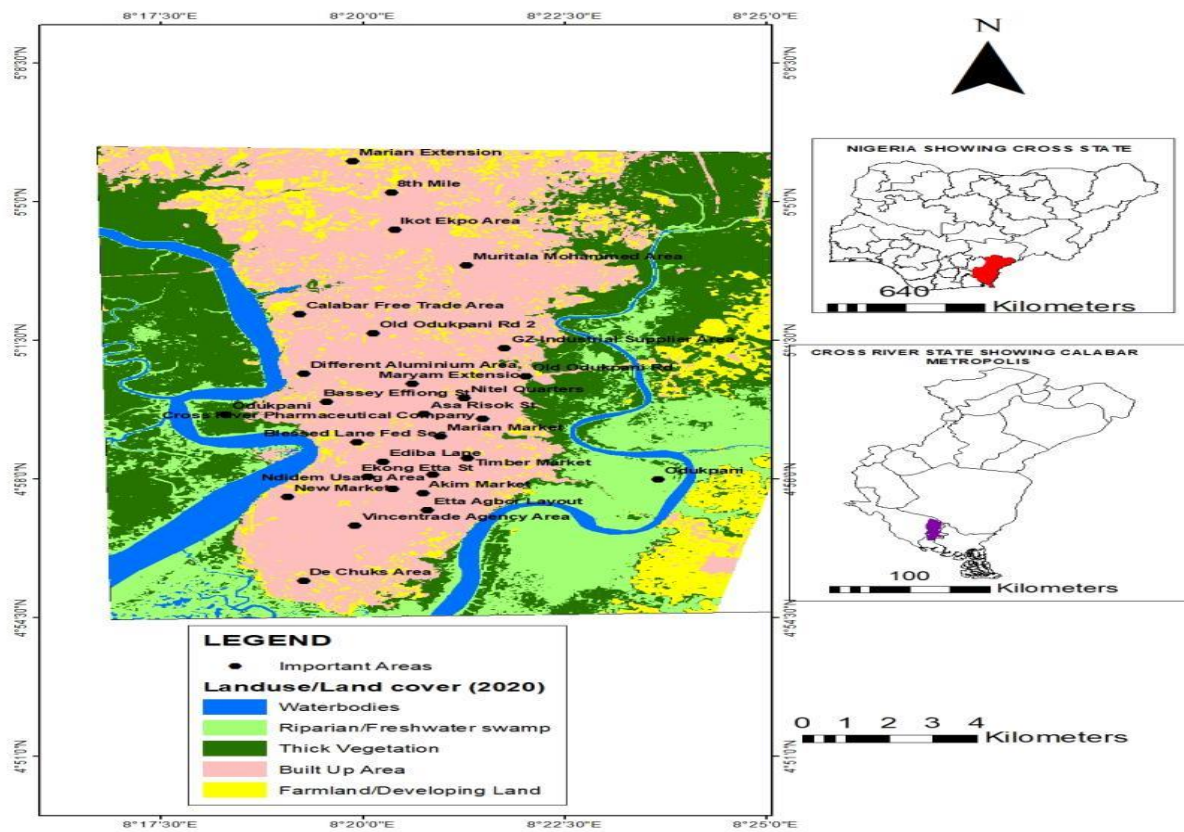 8°17'30"E
8°20'0"E
8°22'30"E
8°25'0"E
5°8'30"N
5°5'0"N
5°1'30"N
4°58'0"N
4°54'30"N
4°51'0"N
5°8'30"N
5°5'0"N
5°1'30"N
4°58'0"N
4°54'30"N
4°51'0"N
Marian Extension
8th Mile
Ikot Ekpo Area
Muritala Mohammed Area
Calabar Free Trade Area
Old Odukpani Rd 2
GZ-Industrial Supplier Area
Different Aluminium Area,
Old Odukpani Rd
Maryam Extension
Nitel Quarters
Bassey Effiong St
Asa Risok St
Odukpani
Cross River Pharmaceutical Company
Marian Market
Blessed Lane Fed Sec
Ediba Lane
Timber Market
Ekong Etta St
Odukpani
Ndidem Usang Area
Akim Market
New Market
Etta Agbor Layout
Vincentrade Agency Area
De Chuks Area
LEGEND
Important Areas
Landuse/Land cover (2020)
Waterbodies
Riparian/Freshwater swamp
Thick Vegetation
Built Up Area
Farmland/Developing Land
8°17'30"E
8°20'0"E
8°22'30"E
8°25'0"E
N
NIGERIA SHOWING CROSS STATE
640
Kilometers
CROSS RIVER STATE SHOWING CALABAR
METROPOLIS
100
Kilometers
0 1 2 3 4
Kilometers